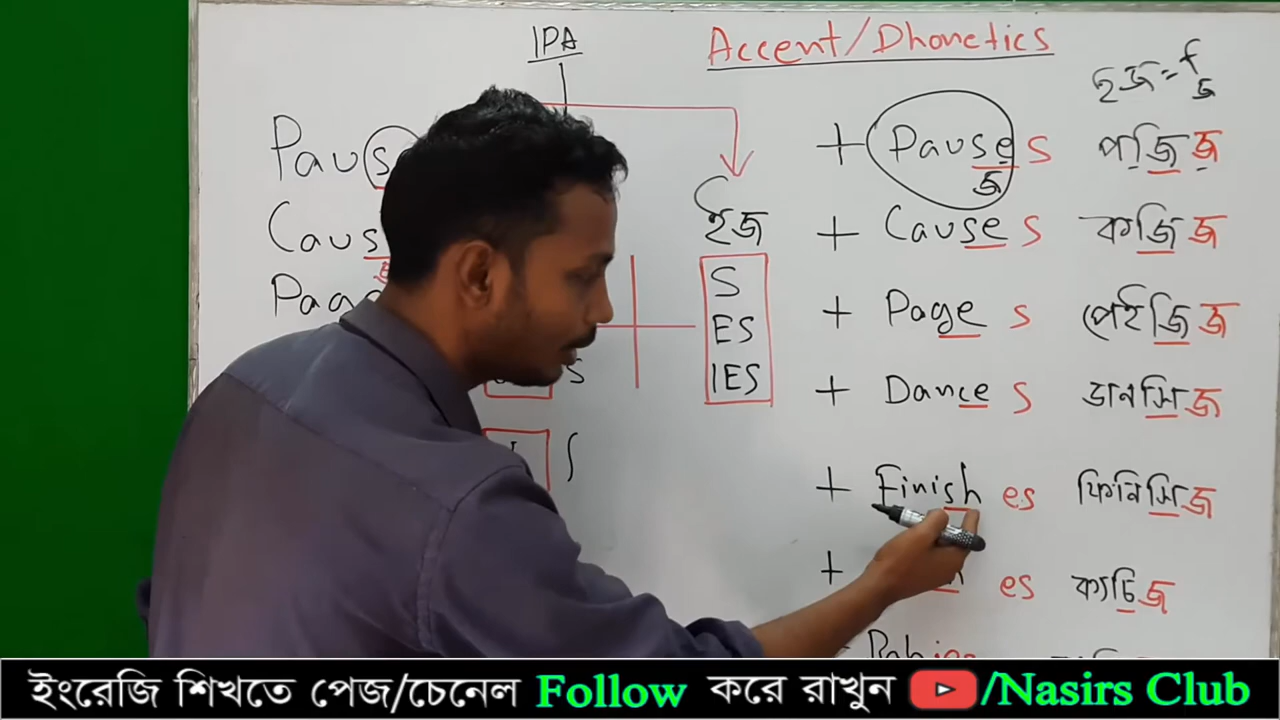 IPA
Accent/Phonetics
ইজ=ি
জ
Paus
+ Pause s পজিজ
জ
Caus
ইজ
+ Cause s কজিজ
Pag
S
ES
IES
+ Page s পেইজিজ
s
+ Dance s ডানসিজ
s
+ Finish es ফিনিসিজ
+ es ক্যাচিজ
ইংরেজি শিখতে পেজ/চেনেল Follow করে রাখুন /Nasirs Club